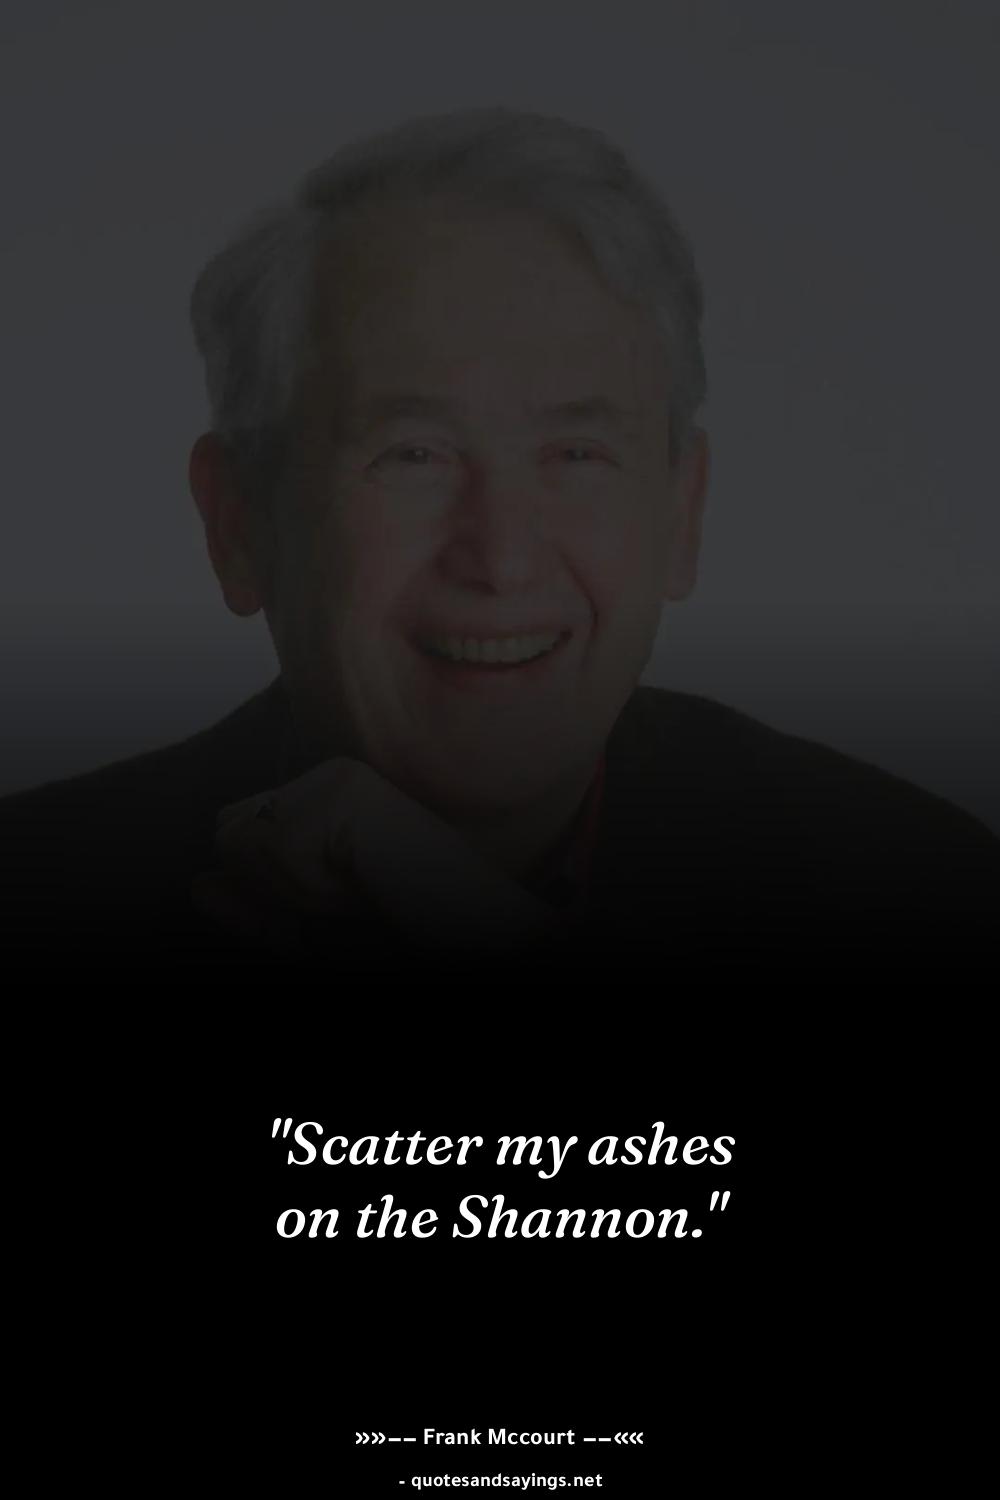 "Scatter my ashes
on the Shannon."
»»−− Frank Mccourt −−««
- quotesandsayings.net